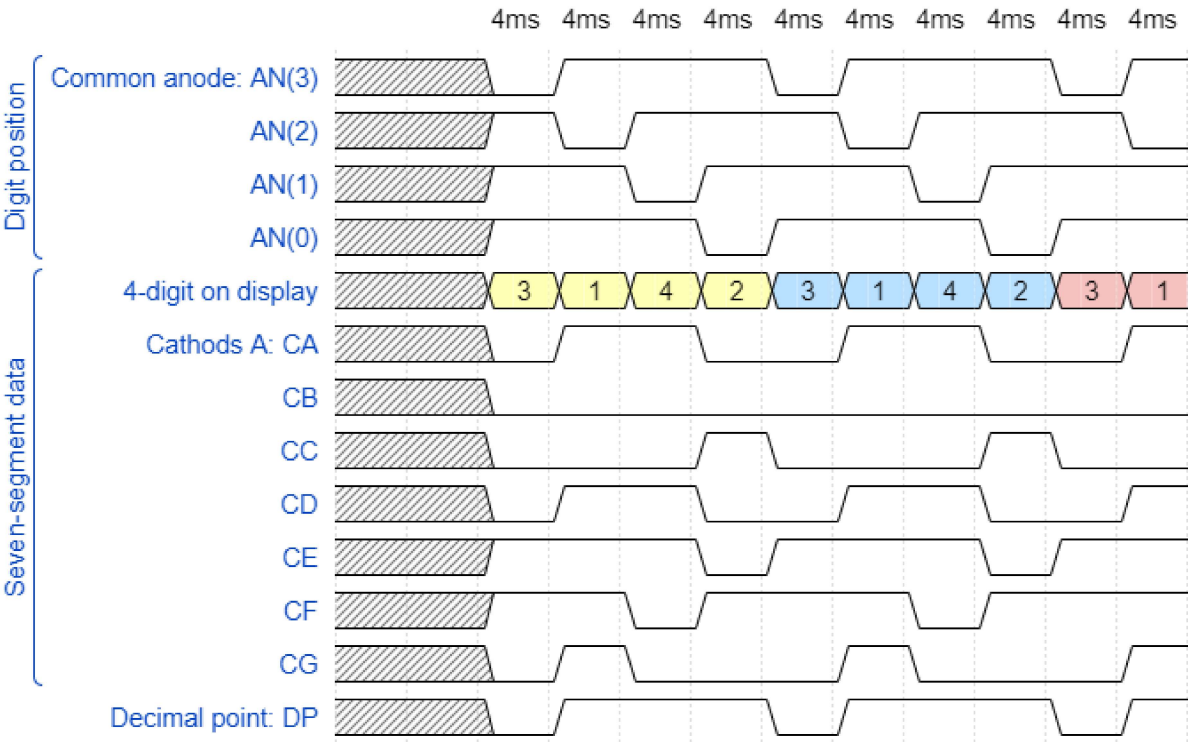 4ms 4ms 4ms 4ms 4ms 4ms 4ms 4ms 4ms 4ms
Digit position
Common anode: AN(3)
AN(2)
AN(1)
AN(0)
Seven-segment data
4-digit on display 3 1 4 2 3 1 4 2 3 1
Cathods A: CA
CB
CC
CD
CE
CF
CG
Decimal point: DP